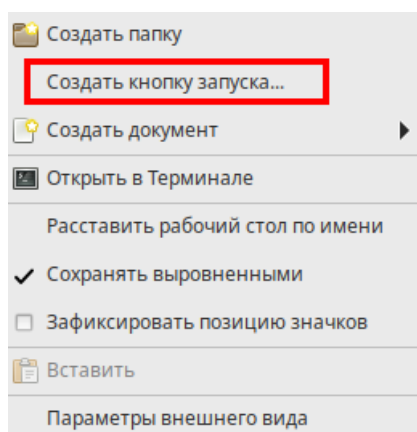 Создать папку
Создать кнопку запуска...
Создать документ
Открыть в Терминале
Расставить рабочий стол по имени
Сохранять выровненными
Зафиксировать позицию значков
Вставить
Параметры внешнего вида